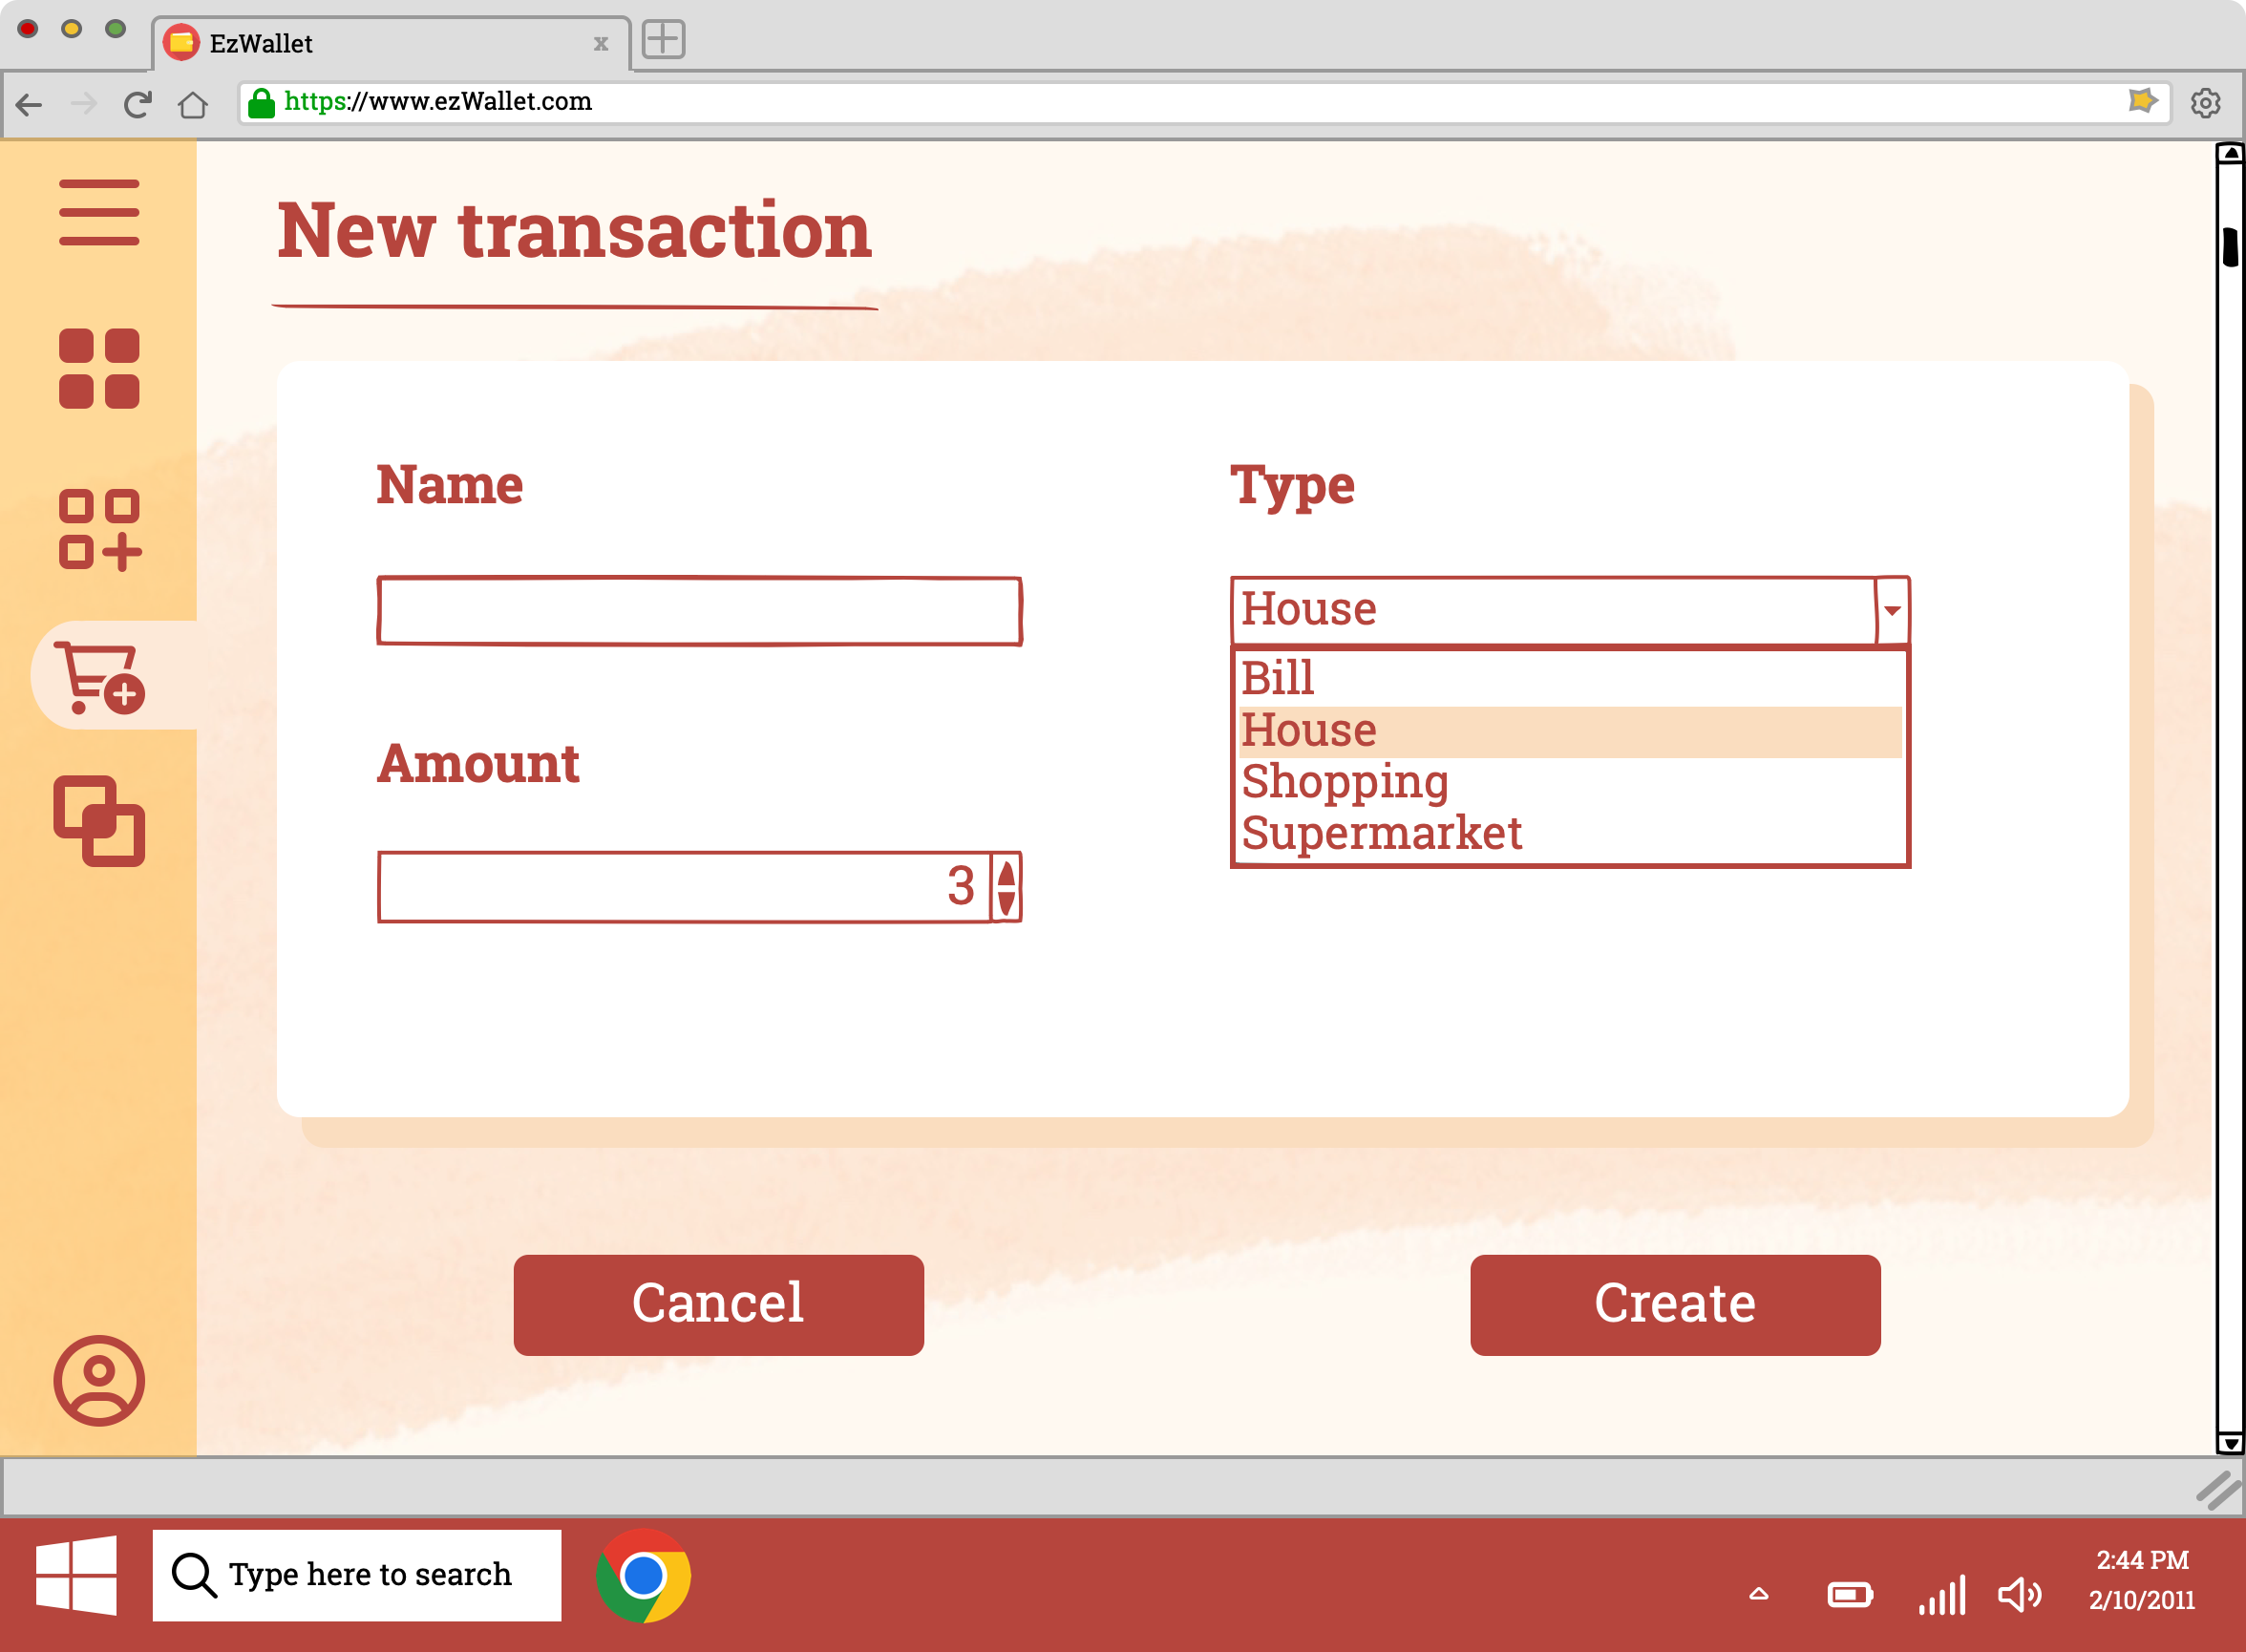 EzWallet
x
https://www.ezWallet.com
New transaction
Name
Type
House
Bill
House
Shopping
Supermarket
Amount
3
Cancel
Create
Type here to search
2:44 PM
2/10/2011